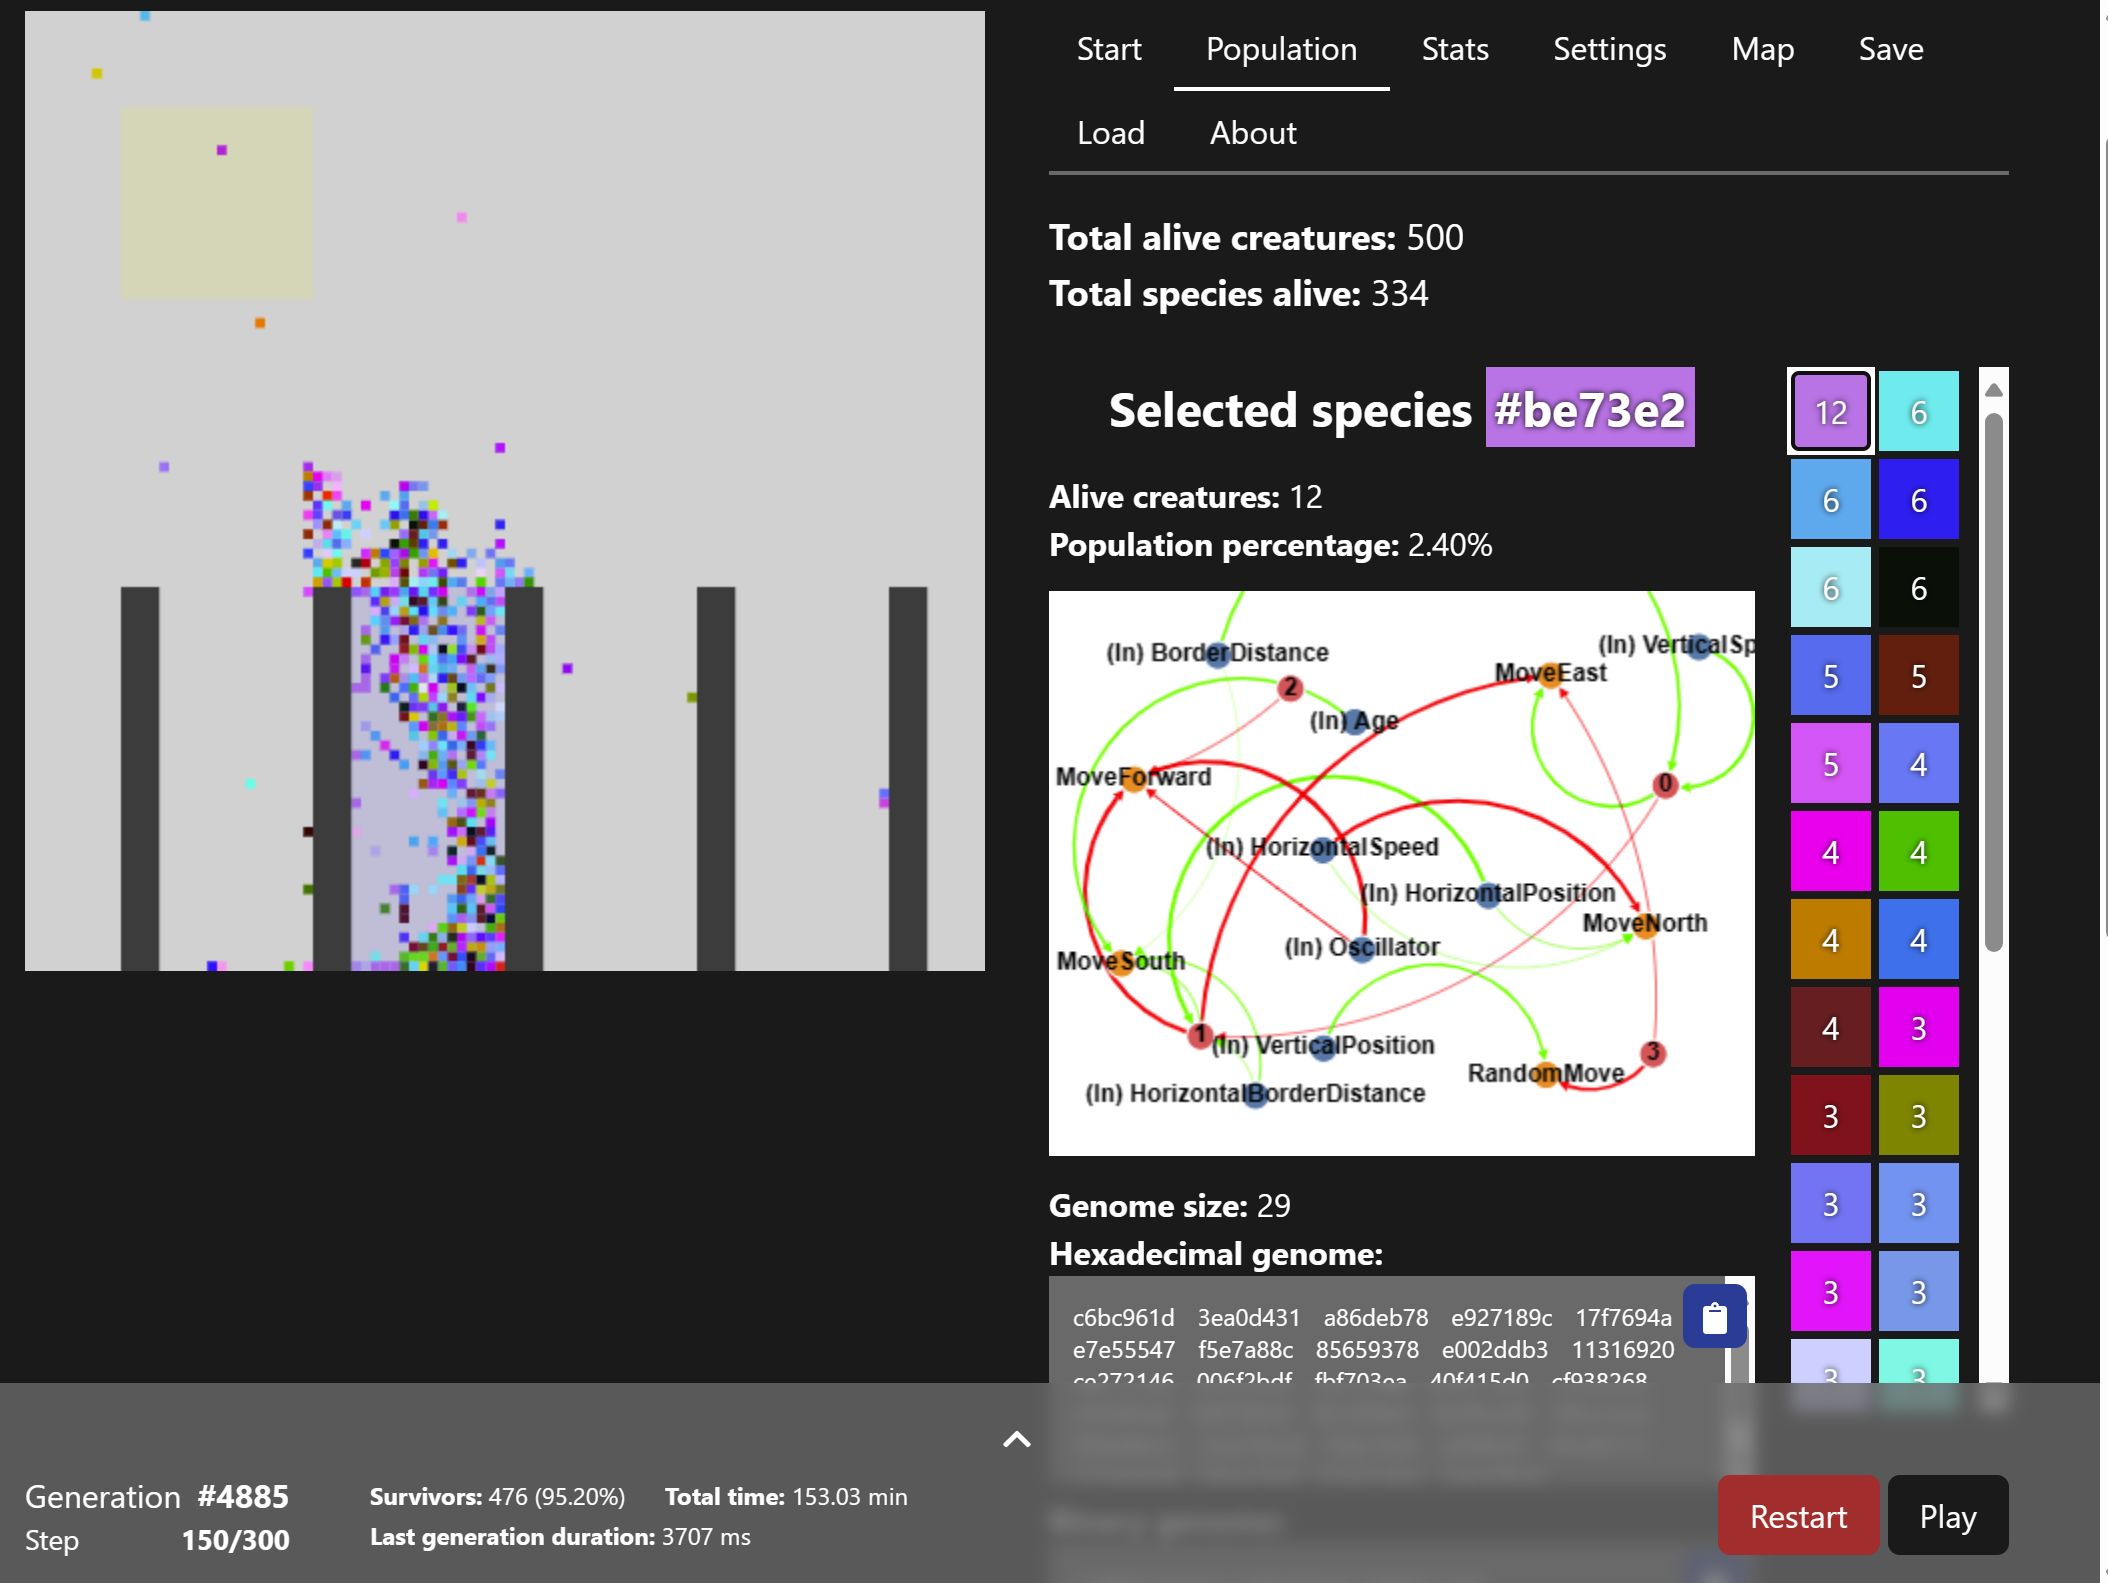 Start Population Stats Settings Map Save
Load About
Total alive creatures: 500
Total species alive: 334
Selected species #be73e2
Alive creatures: 12
Population percentage: 2.40%
(In) BorderDistance
(In) VerticalSp
MoveEast
2
(In) Age
MoveForward
0
(In) HorizontalSpeed
(In) HorizontalPosition
MoveNorth
(In) Oscillator
MoveSouth
1
(In) VerticalPosition
3
RandomMove
(In) HorizontalBorderDistance
Genome size: 29
Hexadecimal genome:
c6bc961d 3ea0d431 a86deb78 e927189c 17f7694a
e7e55547 f5e7a88c 85659378 e002ddb3 11316920
ce272146 006f2bdf fbf703ea 40f415d0 cf938268
12 6
6 6
6 6
5 5
5 4
4 4
4 4
4 3
3 3
3 3
3 3
3 3
Generation #4885
Step 150/300
Survivors: 476 (95.20%) Total time: 153.03 min
Last generation duration: 3707 ms
Restart Play